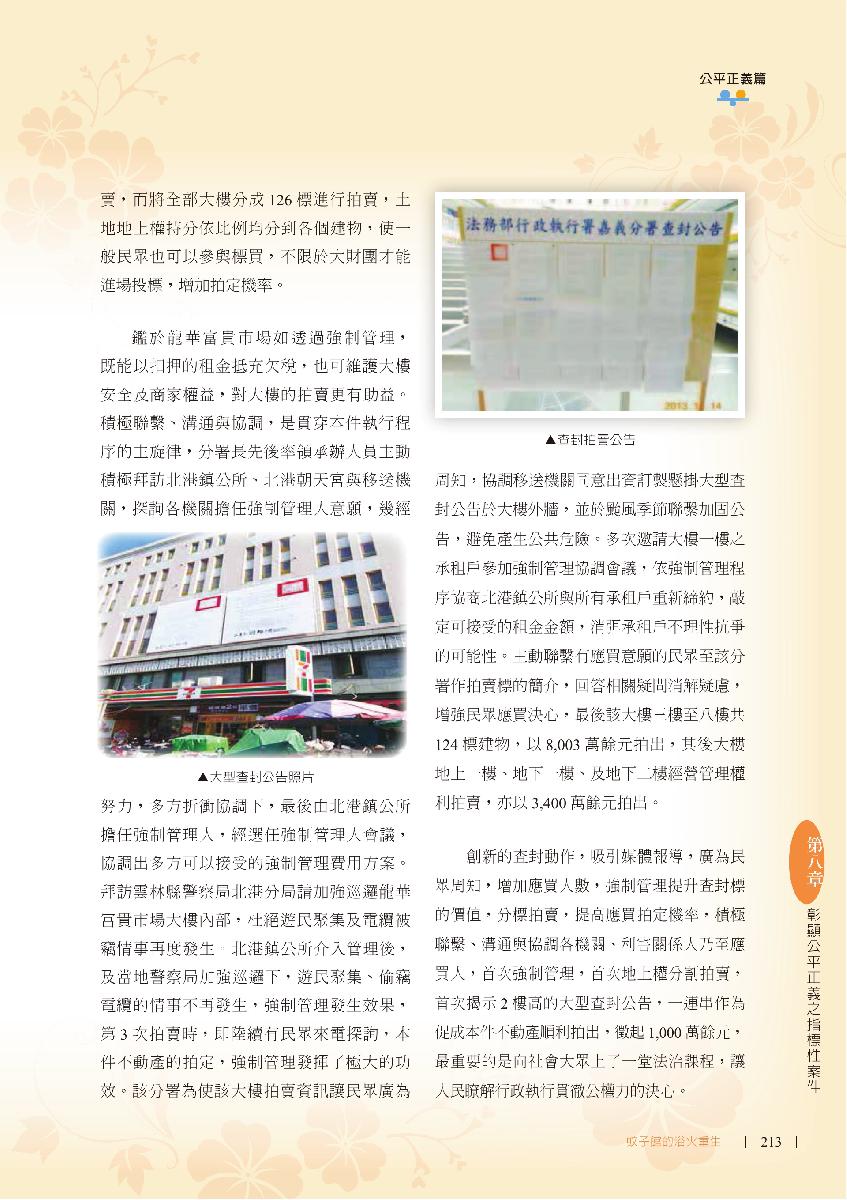 公平正義篇
賣，而將全部大樓分成 126 標進行拍賣，土
地地上權持分依比例均分到各個建物，使一
般民眾也可以參與標買，不限於大財團才能
進場投標，增加拍定機率。
鑑於龍華富貴市場如透過強制管理，
既能以扣押的租金抵充欠稅，也可維護大樓
安全及商家權益，對大樓的拍賣更有助益。
積極聯繫、溝通與協調，是貫穿本件執行程
序的主旋律，分署長先後率領承辦人員主動
積極拜訪北港鎮公所、北港朝天宮與移送機
關，探詢各機關擔任強制管理人意願，幾經
▲大型查封公告照片
努力，多方折衝協調下，最後由北港鎮公所
擔任強制管理人，經選任強制管理人會議，
協調出多方可以接受的強制管理費用方案。
拜訪雲林縣警察局北港分局請加強巡邏龍華
富貴市場大樓內部，杜絕遊民聚集及電纜被
竊情事再度發生。北港鎮公所介入管理後，
及當地警察局加強巡邏下，遊民聚集、偷竊
電纜的情事不再發生，強制管理發生效果，
第 3 次拍賣時，即陸續有民眾來電探詢，本
件不動產的拍定，強制管理發揮了極大的功
效。該分署為使該大樓拍賣資訊讓民眾廣為
法務部行政執行署嘉義分署查封公告
▲查封拍賣公告
周知，協調移送機關同意出資訂製懸掛大型查
封公告於大樓外牆，並於颱風季節聯繫加固公
告，避免產生公共危險。多次邀請大樓一樓之
承租戶參加強制管理協調會議，依強制管理程
序協商北港鎮公所與所有承租戶重新締約，敲
定可接受的租金金額，消弭承租戶不理性抗爭
的可能性。主動聯繫有應買意願的民眾至該分
署作拍賣標的簡介，回答相關疑問消解疑慮，
增強民眾應買決心，最後該大樓三樓至八樓共
124 標建物，以 8,003 萬餘元拍出，其後大樓
地上一樓、地下一樓、及地下二樓經營管理權
利拍賣，亦以 3,400 萬餘元拍出。
創新的查封動作，吸引媒體報導，廣為民
眾周知，增加應買人數，強制管理提升查封標
的價值，分標拍賣，提高應買拍定機率，積極
聯繫、溝通與協調各機關、利害關係人乃至應
買人，首次強制管理，首次地上權分割拍賣，
首次揭示 2 樓高的大型查封公告，一連串作為
促成本件不動產順利拍出，徵起 1,000 萬餘元，
最重要的是向社會大眾上了一堂法治課程，讓
人民瞭解行政執行貫徹公權力的決心。
第八章
彰顯公平正義之指標性案件
蚊子館的浴火重生
213